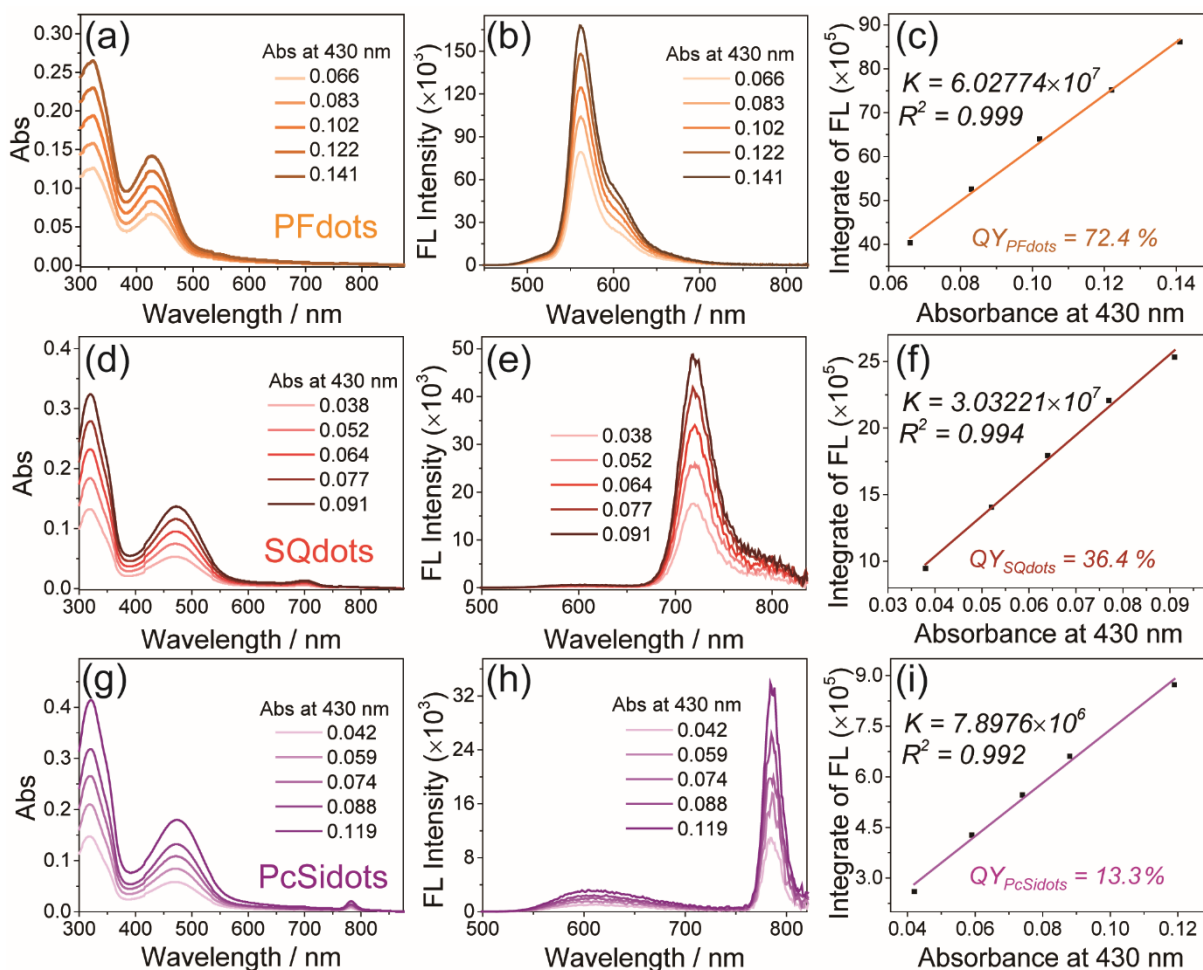 (a)
Abs at 430 nm
0.066
0.083
0.102
0.122
0.141
PFdots
0.25
0.20
0.15
0.10
0.05
0.00
Abs
300 400 500 600 700 800
Wavelength / nm
(b)
Abs at 430 nm
0.066
0.083
0.102
0.122
0.141
150
120
90
60
30
0
FL Intensity (×10³)
500 600 700 800
Wavelength / nm
(c)
K = 6.02774×10⁷
R² = 0.999
QY_PFdots = 72.4 %
90
80
70
60
50
40
Integrate of FL (×10⁵)
0.06 0.08 0.10 0.12 0.14
Absorbance at 430 nm
(d)
Abs at 430 nm
0.038
0.052
0.064
0.077
0.091
SQdots
0.4
0.3
0.2
0.1
0.0
Abs
300 400 500 600 700 800
Wavelength / nm
(e)
0.038
0.052
0.064
0.077
0.091
50
40
30
20
10
0
FL Intensity (×10³)
500 600 700 800
Wavelength / nm
(f)
K = 3.03221×10⁷
R² = 0.994
QY_SQdots = 36.4 %
25
20
15
10
Integrate of FL (×10⁵)
0.03 0.04 0.05 0.06 0.07 0.08 0.09
Absorbance at 430 nm
(g)
Abs at 430 nm
0.042
0.059
0.074
0.088
0.119
PcSidots
0.4
0.3
0.2
0.1
0.0
Abs
300 400 500 600 700 800
Wavelength / nm
(h)
Abs at 430 nm
0.042
0.059
0.074
0.088
0.119
32
24
16
8
0
FL Intensity (×10³)
500 600 700 800
Wavelength / nm
(i)
K = 7.8976×10⁶
R² = 0.992
QY_PcSidots = 13.3%
9.0
7.5
6.0
4.5
3.0
Integrate of FL (×10⁵)
0.04 0.06 0.08 0.10 0.12
Absorbance at 430 nm